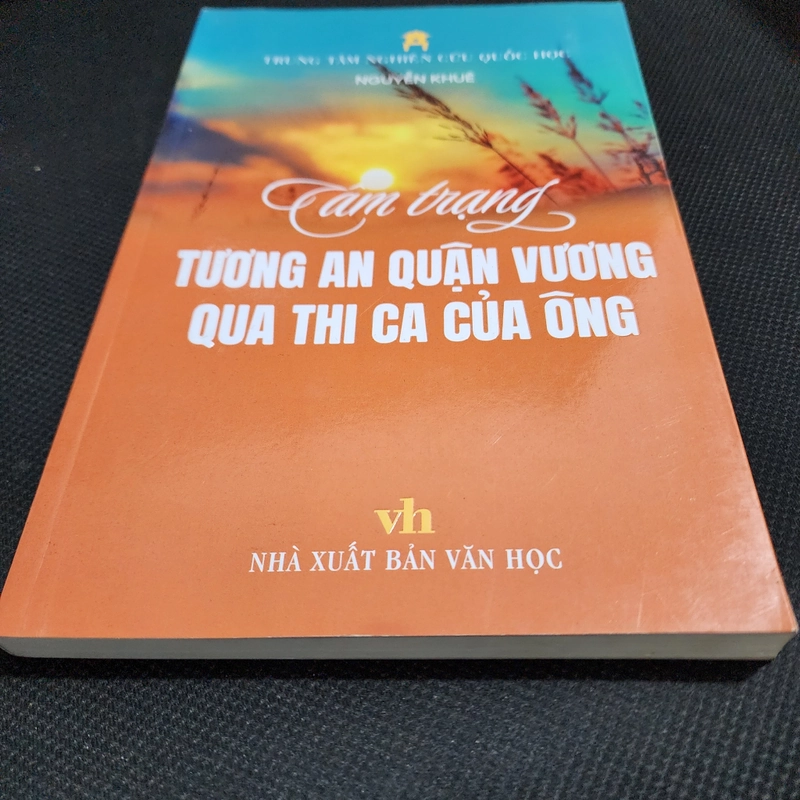 TRUNG TÂM NGHIÊN CỨU QUỐC HỌC
NGUYỄN KHUÊ
Tâm trạng
TƯƠNG AN QUẬN VƯƠNG
QUA THI CA CỦA ÔNG
vh
NHÀ XUẤT BẢN VĂN HỌC